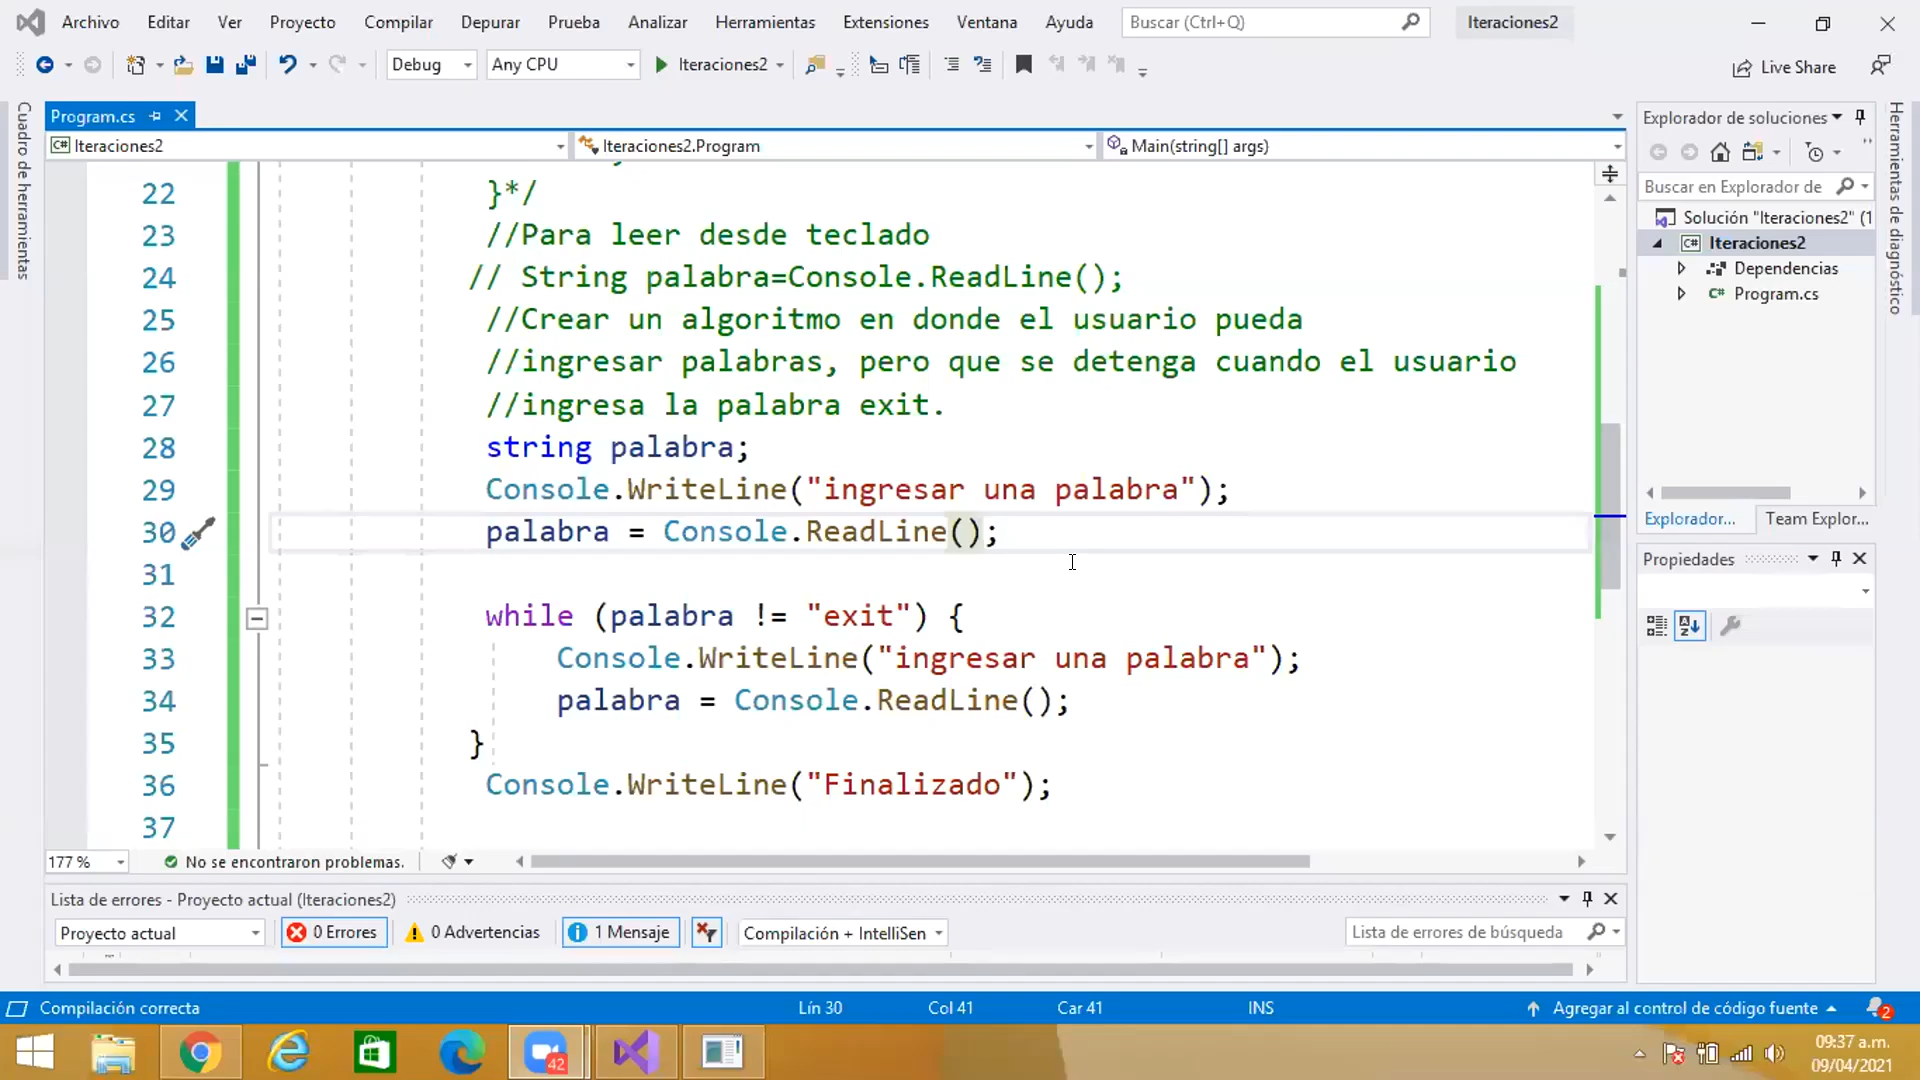 Archivo Editar Ver Proyecto Compilar Depurar Prueba Analizar Herramientas Extensiones Ventana Ayuda Buscar (Ctrl+Q) Iteraciones2
Debug Any CPU Iteraciones2 Live Share
Program.cs
Iteraciones2 Iteraciones2.Program Main(string[] args)
Cuadro de herramientas
22 }*/
23 //Para leer desde teclado
24 // String palabra=Console.ReadLine();
25 //Crear un algoritmo en donde el usuario pueda
26 //ingresar palabras, pero que se detenga cuando el usuario
27 //ingresa la palabra exit.
28 string palabra;
29 Console.WriteLine("ingresar una palabra");
30 palabra = Console.ReadLine();
31
32 while (palabra != "exit") {
33 Console.WriteLine("ingresar una palabra");
34 palabra = Console.ReadLine();
35 }
36 Console.WriteLine("Finalizado");
37
177 % No se encontraron problemas.
Explorador de soluciones
Buscar en Explorador de
Solución "Iteraciones2" (1
Iteraciones2
Dependencias
C# Program.cs
Explorador... Team Explor...
Propiedades
Herramientas de diagnóstico
Lista de errores - Proyecto actual (Iteraciones2)
Proyecto actual 0 Errores 0 Advertencias 1 Mensaje Compilación + IntelliSen Lista de errores de búsqueda
Compilación correcta Lín 30 Col 41 Car 41 INS Agregar al control de código fuente 2
42
09:37 a.m.
09/04/2021